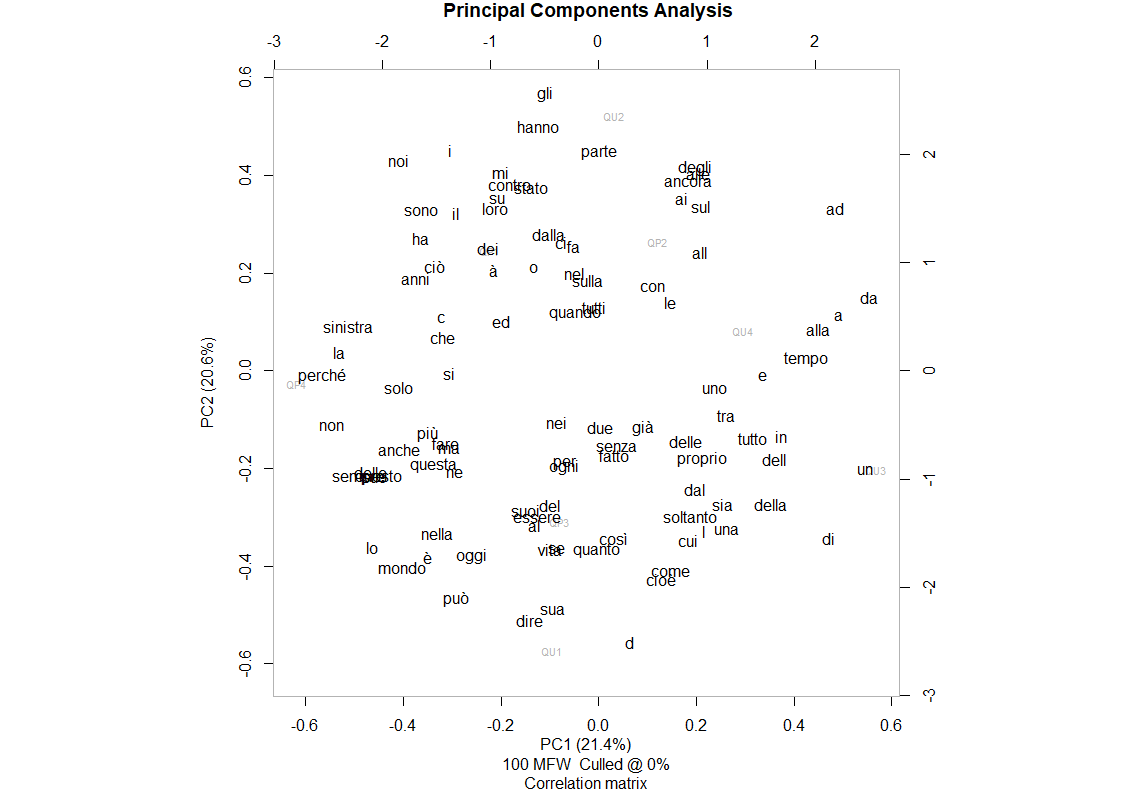 Principal Components Analysis
-3 -2 -1 0 1 2
0.6
gli
QU2
hanno
i parte
noi 2
degli
mi alle
0.4 contro stato ancora
su ai
sono il loro sul ad
ha dalla
ci fa QP2
dei all
ciò à o 1
anni nel
0.2 sulla con
le da
quando tutti
c ed a
sinistra QU4 alla
che
la tempo
0.0 perché si e 0
QP4 solo uno
tra
non nei due già
più tutto in
fare senza delle
anche ma fatto proprio dell
questa per
-0.2 ne ogni un QU3
sempre questo -1
dal
suoi del sia della
essere QP3 soltanto
al l una
nella così cui di
lo vita se quanto
è oggi
-0.4 mondo come
cioè -2
può
sua
dire
d
QU1
-0.6
-3
-0.6 -0.4 -0.2 0.0 0.2 0.4 0.6
PC2 (20.6%)
PC1 (21.4%)
100 MFW Culled @ 0%
Correlation matrix